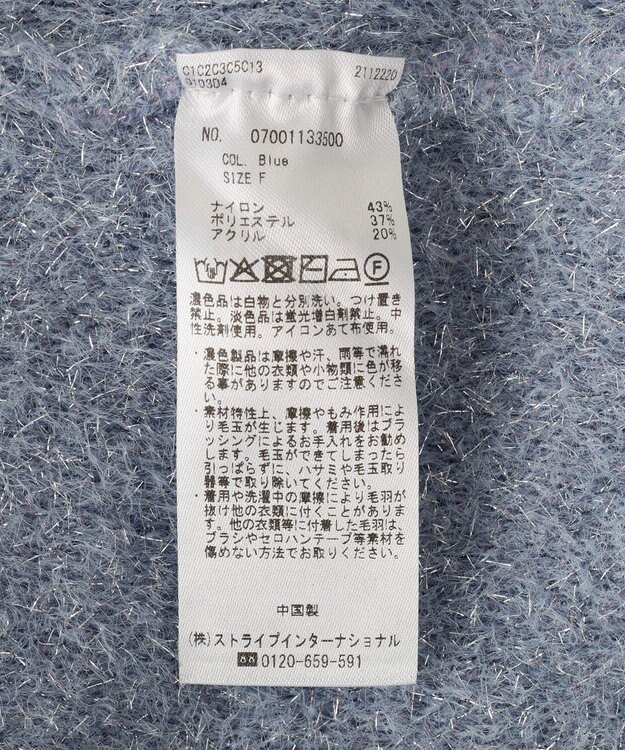 C1C2C3C5C13 2112220
010304
NO. 07001133500
COL. Blue
SIZE F
ナイロン 43%
ポリエステル 37%
アクリル 20%
F
濃色品は白物と分別洗い。つけ置き
禁止。淡色品は蛍光増白剤禁止。中
性洗剤使用。アイロンあて布使用。
・濃色製品は摩擦や汗、雨等で濡れ
た際に他の衣類や小物類に色が移
る事がありますのでご注意くださ
い。
・素材特性上、摩擦やもみ作用によ
り毛玉が生じます。着用後はブラ
ッシングによるお手入れをお勧め
します。毛玉ができてしまったら
引っぱらずに、ハサミや毛玉取り
器等で取り除いてください。
・着用や洗濯中の摩擦により毛羽が
抜け他の衣類に付くことがありま
す。他の衣類等に付着した毛羽は、
ブラシやセロハンテープ等素材を
傷めない方法でお取りください。
中国製
(株)ストライプインターナショナル
0120-659-591